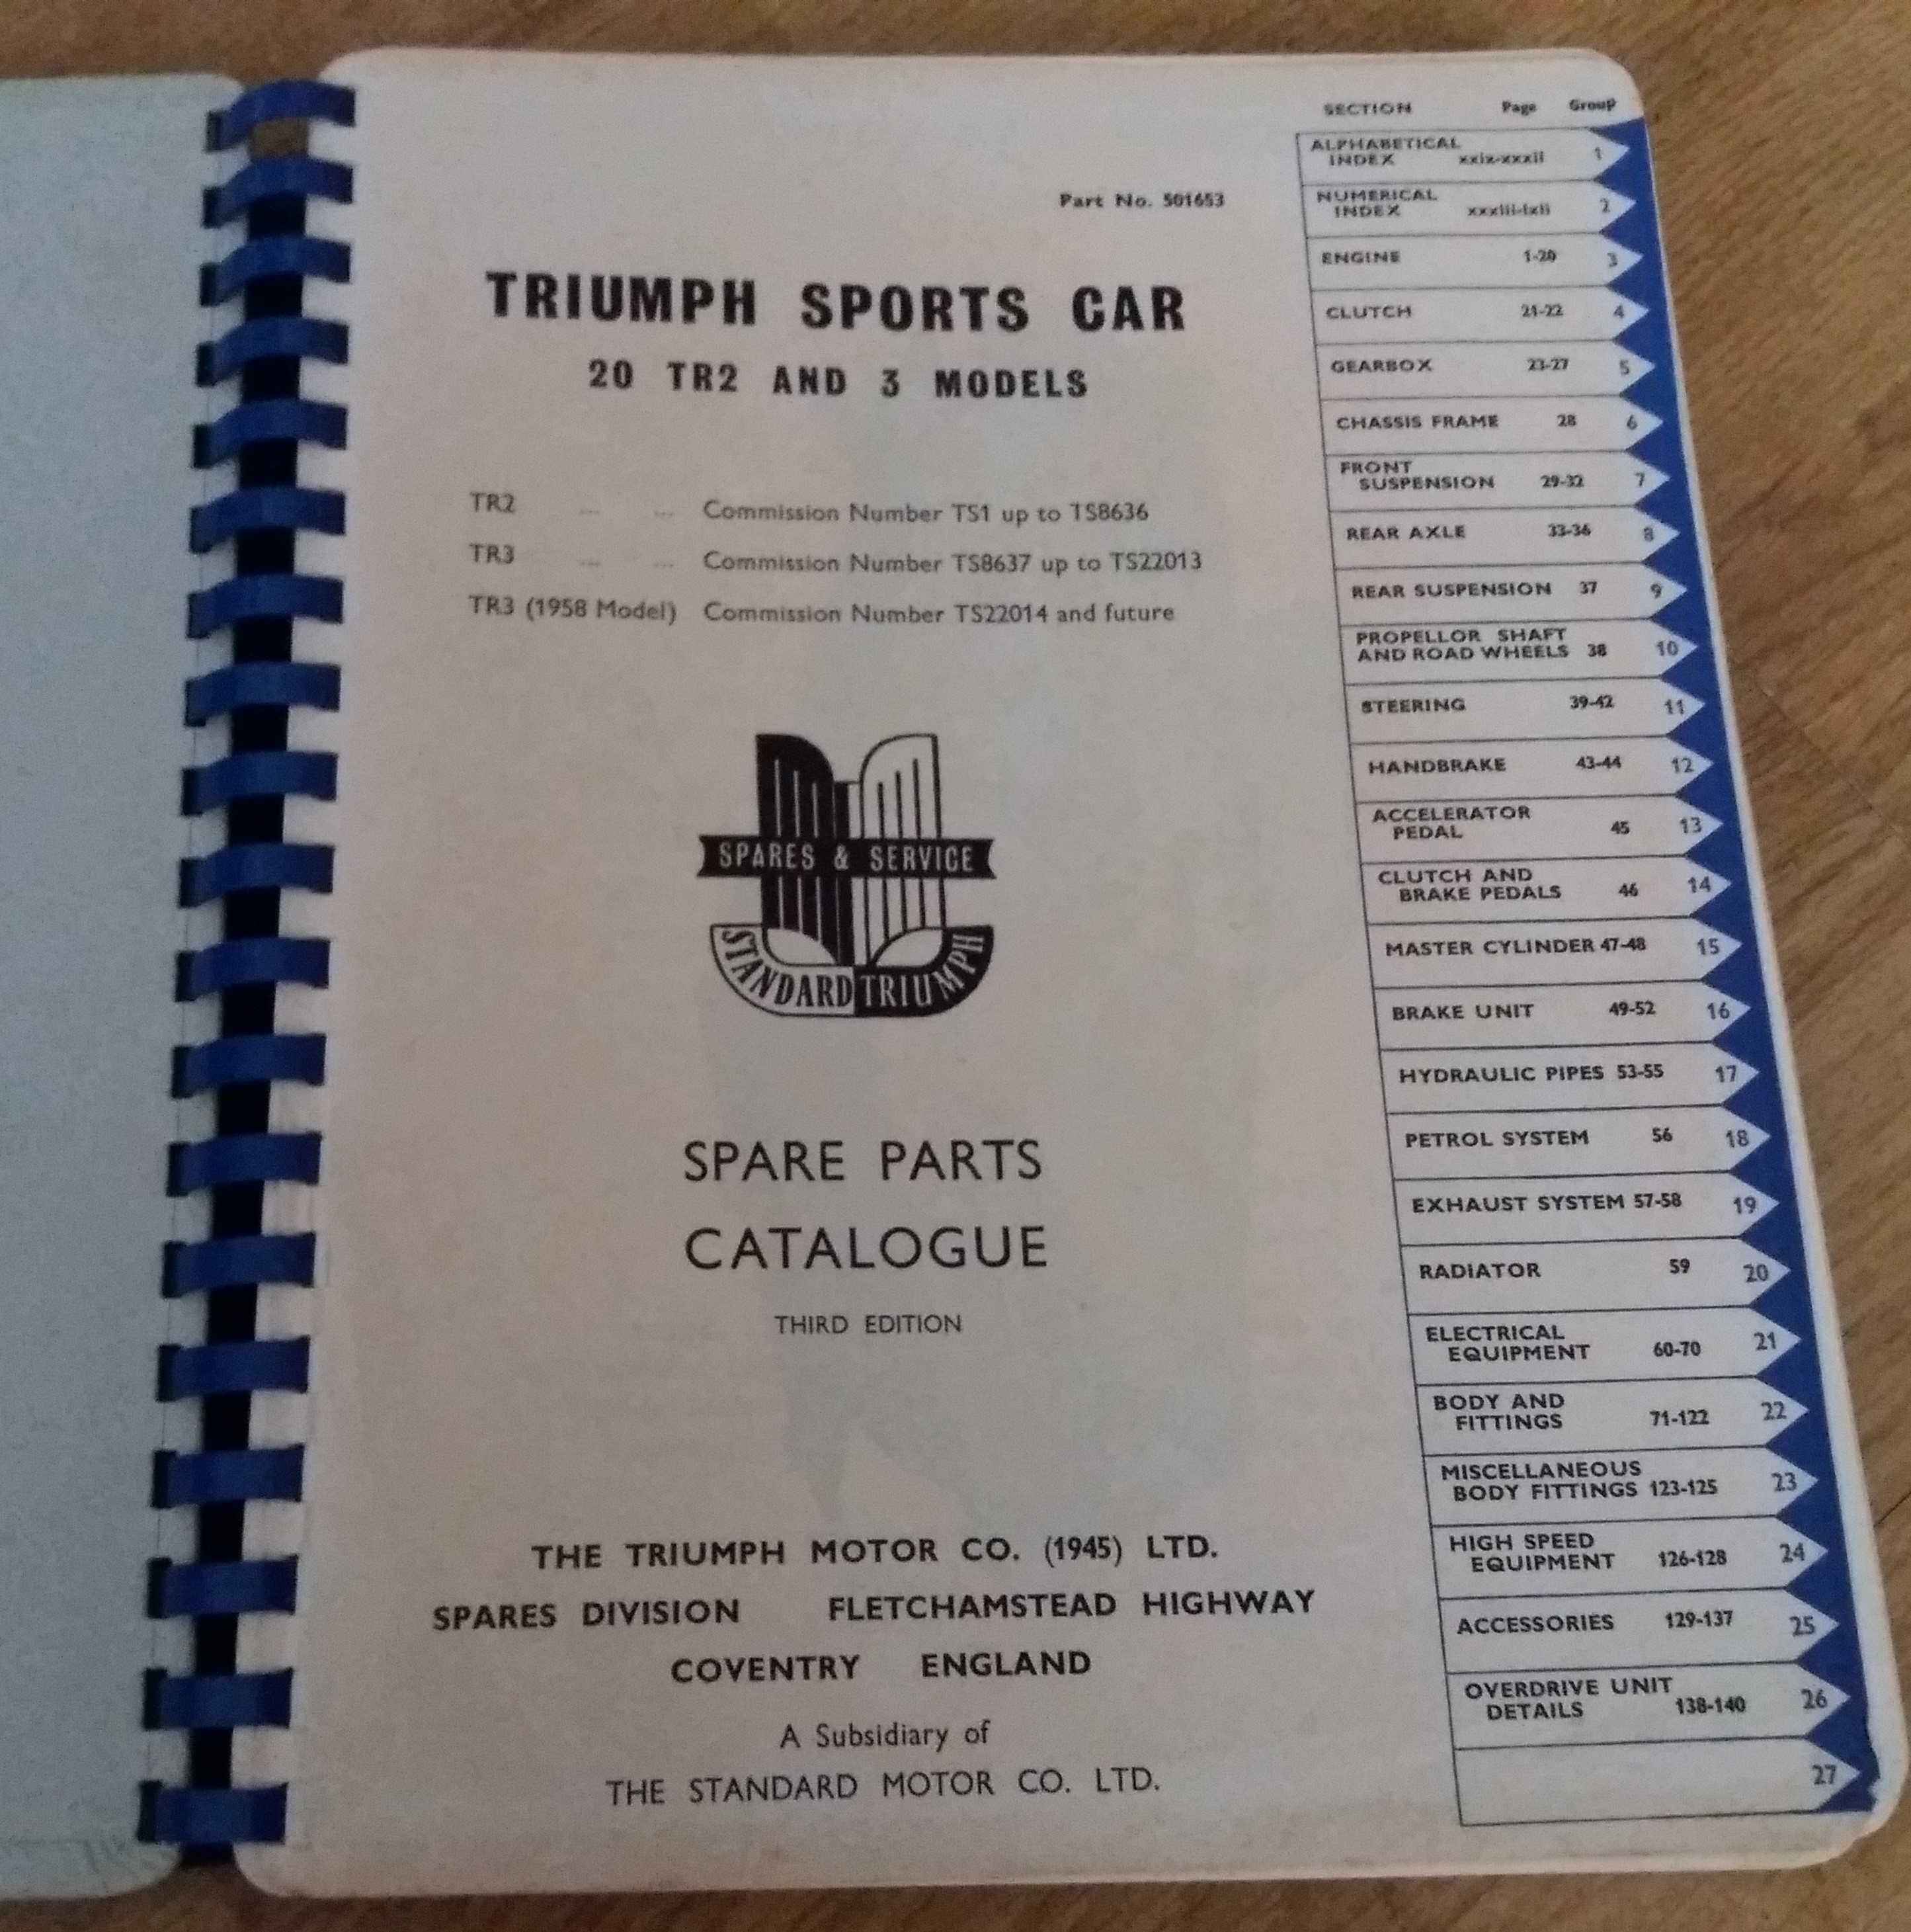 Part No. 501653
TRIUMPH SPORTS CAR
20 TR2 AND 3 MODELS
TR2 ... ... Commission Number TS1 up to TS8636
TR3 ... ... Commission Number TS8637 up to TS22013
TR3 (1958 Model) Commission Number TS22014 and future
SPARES & SERVICE
STANDARD TRIUMPH
SPARE PARTS
CATALOGUE
THIRD EDITION
THE TRIUMPH MOTOR CO. (1945) LTD.
SPARES DIVISION FLETCHAMSTEAD HIGHWAY
COVENTRY ENGLAND
A Subsidiary of
THE STANDARD MOTOR CO. LTD.
SECTION Page Group
ALPHABETICAL
INDEX xxix-xxxii 1
NUMERICAL
INDEX xxxiii-lxii 2
ENGINE 1-20 3
CLUTCH 21-22 4
GEARBOX 23-27 5
CHASSIS FRAME 28 6
FRONT
SUSPENSION 29-32 7
REAR AXLE 33-36 8
REAR SUSPENSION 37 9
PROPELLOR SHAFT
AND ROAD WHEELS 38 10
STEERING 39-42 11
HANDBRAKE 43-44 12
ACCELERATOR
PEDAL 45 13
CLUTCH AND
BRAKE PEDALS 46 14
MASTER CYLINDER 47-48 15
BRAKE UNIT 49-52 16
HYDRAULIC PIPES 53-55 17
PETROL SYSTEM 56 18
EXHAUST SYSTEM 57-58 19
RADIATOR 59 20
ELECTRICAL
EQUIPMENT 60-70 21
BODY AND
FITTINGS 71-122 22
MISCELLANEOUS
BODY FITTINGS 123-125 23
HIGH SPEED
EQUIPMENT 126-128 24
ACCESSORIES 129-137 25
OVERDRIVE UNIT
DETAILS 138-140 26
27